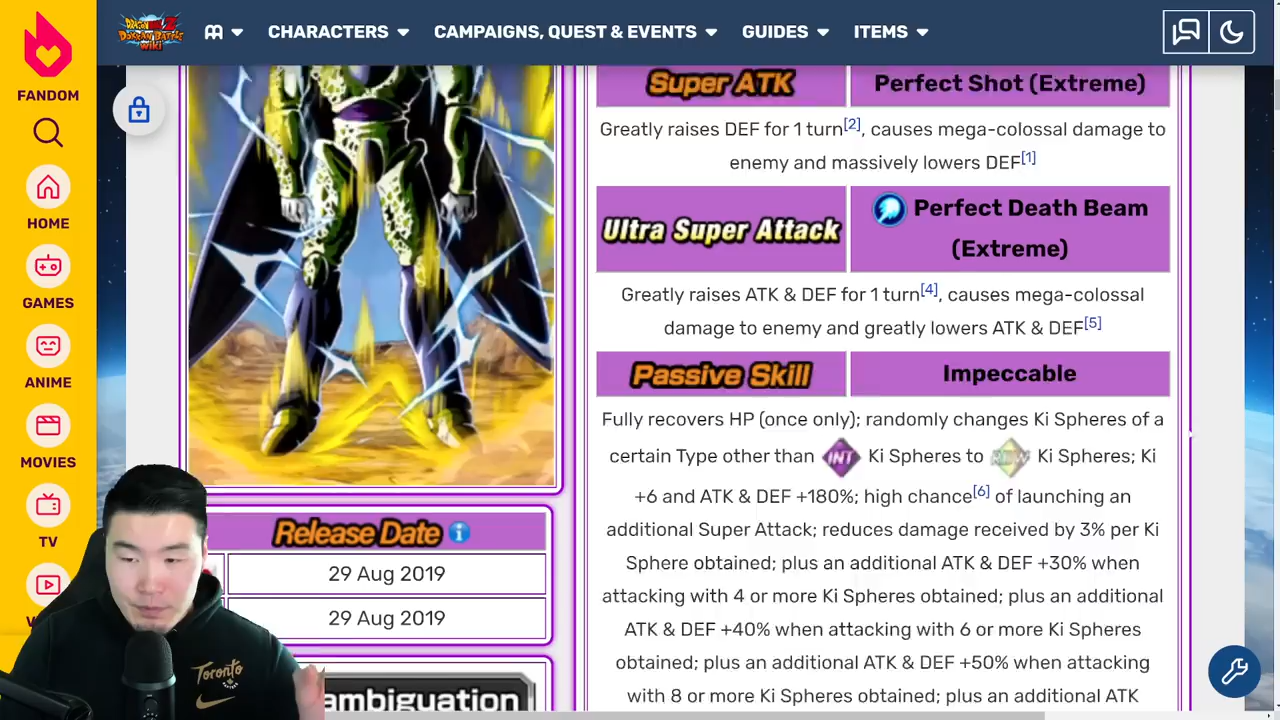 DRAGON BALL Z
DOKKAN BATTLE
WIKI
CHARACTERS
CAMPAIGNS, QUEST & EVENTS
GUIDES
ITEMS
FANDOM
HOME
GAMES
ANIME
MOVIES
TV
Super ATK
Perfect Shot (Extreme)
Greatly raises DEF for 1 turn[2], causes mega-colossal damage to
enemy and massively lowers DEF[1]
Ultra Super Attack
Perfect Death Beam
(Extreme)
Greatly raises ATK & DEF for 1 turn[4], causes mega-colossal
damage to enemy and greatly lowers ATK & DEF[5]
Passive Skill
Impeccable
Fully recovers HP (once only); randomly changes Ki Spheres of a
certain Type other than INT Ki Spheres to RBW Ki Spheres; Ki
+6 and ATK & DEF +180%; high chance[6] of launching an
additional Super Attack; reduces damage received by 3% per Ki
Sphere obtained; plus an additional ATK & DEF +30% when
attacking with 4 or more Ki Spheres obtained; plus an additional
ATK & DEF +40% when attacking with 6 or more Ki Spheres
obtained; plus an additional ATK & DEF +50% when attacking
with 8 or more Ki Spheres obtained; plus an additional ATK
Release Date
29 Aug 2019
29 Aug 2019
ambiguation
Toronto